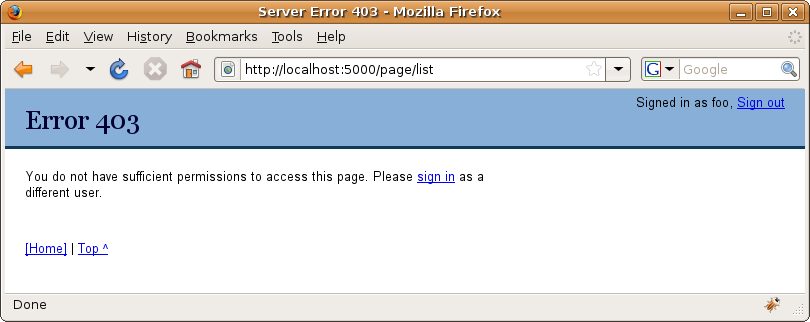 Server Error 403 - Mozilla Firefox
File Edit View History Bookmarks Tools Help
http://localhost:5000/page/list
G Google
Signed in as foo, Sign out
Error 403
You do not have sufficient permissions to access this page. Please sign in as a
different user.
[Home] | Top ^
Done